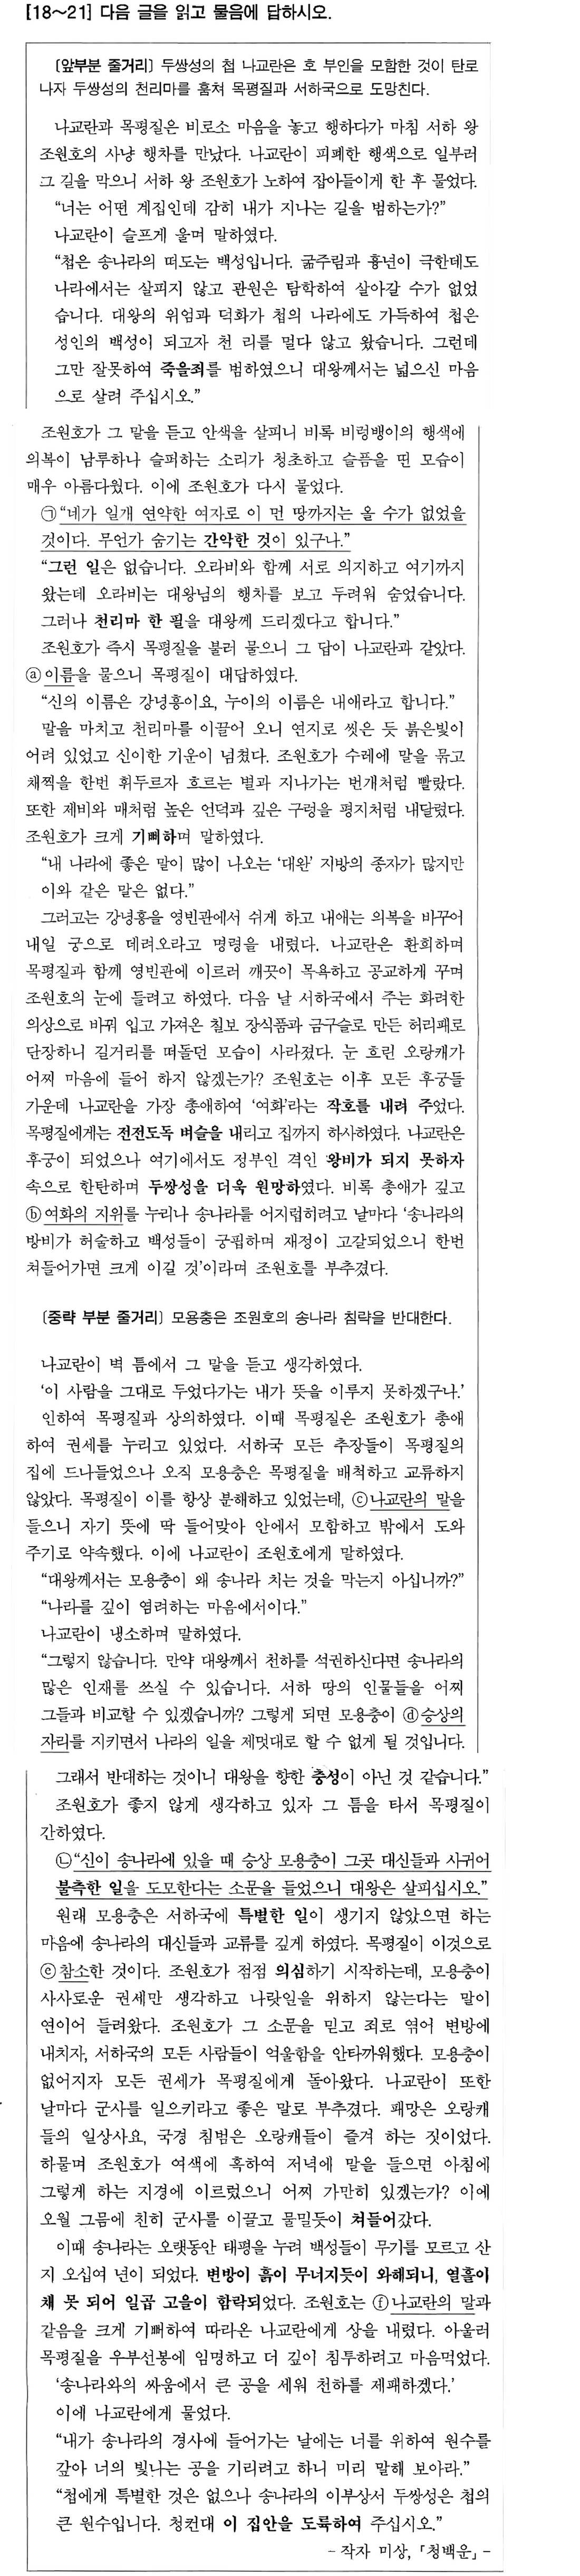 [18~21] 다음 글을 읽고 물음에 답하시오.
[앞부분 줄거리] 두쌍성의 첩 나교란은 호 부인을 모함한 것이 탄로
나자 두쌍성의 천리마를 훔쳐 목평질과 서하국으로 도망친다.
나교란과 목평질은 비로소 마음을 놓고 행하다가 마침 서하 왕
조원호의 사냥 행차를 만났다. 나교란이 피폐한 행색으로 일부러
그 길을 막으니 서하 왕 조원호가 노하여 잡아들이게 한 후 물었다.
“너는 어떤 계집인데 감히 내가 지나는 길을 범하는가?”
나교란이 슬프게 울며 말하였다.
“첩은 송나라의 떠도는 백성입니다. 굶주림과 흉년이 극한데도
나라에서는 살피지 않고 관원은 탐학하여 살아갈 수가 없었
습니다. 대왕의 위엄과 덕화가 첩의 나라에도 가득하여 첩은
성인의 백성이 되고자 천 리를 멀다 않고 왔습니다. 그런데
그만 잘못하여 죽을죄를 범하였으니 대왕께서는 넓으신 마음
으로 살려 주십시오.”
조원호가 그 말을 듣고 안색을 살피니 비록 비렁뱅이의 행색에
의복이 남루하나 슬퍼하는 소리가 청초하고 슬픔을 띤 모습이
매우 아름다웠다. 이에 조원호가 다시 물었다.
㉠“네가 일개 연약한 여자로 이 먼 땅까지는 올 수가 없었을
것이다. 무언가 숨기는 간악한 것이 있구나.”
“그런 일은 없습니다. 오라비와 함께 서로 의지하고 여기까지
왔는데 오라비는 대왕님의 행차를 보고 두려워 숨었습니다.
그러나 천리마 한 필을 대왕께 드리겠다고 합니다.”
조원호가 즉시 목평질을 불러 물으니 그 답이 나교란과 같았다.
ⓐ이름을 물으니 목평질이 대답하였다.
“신의 이름은 강녕흥이요, 누이의 이름은 내애라고 합니다.”
말을 마치고 천리마를 이끌어 오니 연지로 씻은 듯 붉은빛이
어려 있었고 신이한 기운이 넘쳤다. 조원호가 수레에 말을 묶고
채찍을 한번 휘두르자 흐르는 별과 지나가는 번개처럼 빨랐다.
또한 제비와 매처럼 높은 언덕과 깊은 구렁을 평지처럼 내달렸다.
조원호가 크게 기뻐하며 말하였다.
“내 나라에 좋은 말이 많이 나오는 ‘대완’ 지방의 종자가 많지만
이와 같은 말은 없다.”
그러고는 강녕흥을 영빈관에서 쉬게 하고 내애는 의복을 바꾸어
내일 궁으로 데려오라고 명령을 내렸다. 나교란은 환희하며
목평질과 함께 영빈관에 이르러 깨끗이 목욕하고 공교하게 꾸며
조원호의 눈에 들려고 하였다. 다음 날 서하국에서 주는 화려한
의상으로 바꿔 입고 가져온 칠보 장식품과 금구슬로 만든 허리패로
단장하니 길거리를 떠돌던 모습이 사라졌다. 눈 흐린 오랑캐가
어찌 마음에 들어 하지 않겠는가? 조원호는 이후 모든 후궁들
가운데 나교란을 가장 총애하여 ‘여화’라는 작호를 내려 주었다.
목평질에게는 전전도독 벼슬을 내리고 집까지 하사하였다. 나교란은
후궁이 되었으나 여기에서도 정부인 격인 왕비가 되지 못하자
속으로 한탄하며 두쌍성을 더욱 원망하였다. 비록 총애가 깊고
ⓑ여화의 지위를 누리나 송나라를 어지럽히려고 날마다 ‘송나라의
방비가 허술하고 백성들이 궁핍하며 재정이 고갈되었으니 한번
쳐들어가면 크게 이길 것’이라며 조원호를 부추겼다.
[중략 부분 줄거리] 모용충은 조원호의 송나라 침략을 반대한다.
나교란이 벽 틈에서 그 말을 듣고 생각하였다.
‘이 사람을 그대로 두었다가는 내가 뜻을 이루지 못하겠구나.’
인하여 목평질과 상의하였다. 이때 목평질은 조원호가 총애
하여 권세를 누리고 있었다. 서하국 모든 추장들이 목평질의
집에 드나들었으나 오직 모용충은 목평질을 배척하고 교류하지
않았다. 목평질이 이를 항상 분해하고 있었는데, ⓒ나교란의 말을
들으니 자기 뜻에 딱 들어맞아 안에서 모함하고 밖에서 도와
주기로 약속했다. 이에 나교란이 조원호에게 말하였다.
“대왕께서는 모용충이 왜 송나라 치는 것을 막는지 아십니까?”
“나라를 깊이 염려하는 마음에서이다.”
나교란이 냉소하며 말하였다.
“그렇지 않습니다. 만약 대왕께서 천하를 석권하신다면 송나라의
많은 인재를 쓰실 수 있습니다. 서하 땅의 인물들을 어찌
그들과 비교할 수 있겠습니까? 그렇게 되면 모용충이 ⓓ승상의
자리를 지키면서 나라의 일을 제멋대로 할 수 없게 될 것입니다.
그래서 반대하는 것이니 대왕을 향한 충성이 아닌 것 같습니다.”
조원호가 좋지 않게 생각하고 있자 그 틈을 타서 목평질이
간하였다.
㉡“신이 송나라에 있을 때 승상 모용충이 그곳 대신들과 사귀어
불측한 일을 도모한다는 소문을 들었으니 대왕은 살피십시오.”
원래 모용충은 서하국에 특별한 일이 생기지 않았으면 하는
마음에 송나라의 대신들과 교류를 깊게 하였다. 목평질이 이것으로
ⓔ참소한 것이다. 조원호가 점점 의심하기 시작하는데, 모용충이
사사로운 권세만 생각하고 나랏일을 위하지 않는다는 말이
연이어 들려왔다. 조원호가 그 소문을 믿고 죄로 엮어 변방에
내치자, 서하국의 모든 사람들이 억울함을 안타까워했다. 모용충이
없어지자 모든 권세가 목평질에게 돌아왔다. 나교란이 또한
날마다 군사를 일으키라고 좋은 말로 부추겼다. 패망은 오랑캐
들의 일상사요, 국경 침범은 오랑캐들이 즐겨 하는 짓이었다.
하물며 조원호가 여색에 혹하여 저녁에 말을 들으면 아침에
그렇게 하는 지경에 이르렀으니 어찌 가만히 있겠는가? 이에
오월 그믐에 친히 군사를 이끌고 물밀듯이 쳐들어갔다.
이때 송나라는 오랫동안 태평을 누려 백성들이 무기를 모르고 산
지 오십여 년이 되었다. 변방이 흙이 무너지듯이 와해되니, 열흘이
채 못 되어 일곱 고을이 함락되었다. 조원호는 ⓕ나교란의 말과
같음을 크게 기뻐하여 따라온 나교란에게 상을 내렸다. 아울러
목평질을 우부선봉에 임명하고 더 깊이 침투하려고 마음먹었다.
‘송나라와의 싸움에서 큰 공을 세워 천하를 제패하겠다.’
이에 나교란에게 물었다.
“내가 송나라의 경사에 들어가는 날에는 너를 위하여 원수를
갚아 너의 빛나는 공을 기리려고 하니 미리 말해 보아라.”
“첩에게 특별한 것은 없으나 송나라의 이부상서 두쌍성은 첩의
큰 원수입니다. 청컨대 이 집안을 도륙하여 주십시오.”
- 작자 미상, 「청백운」 -